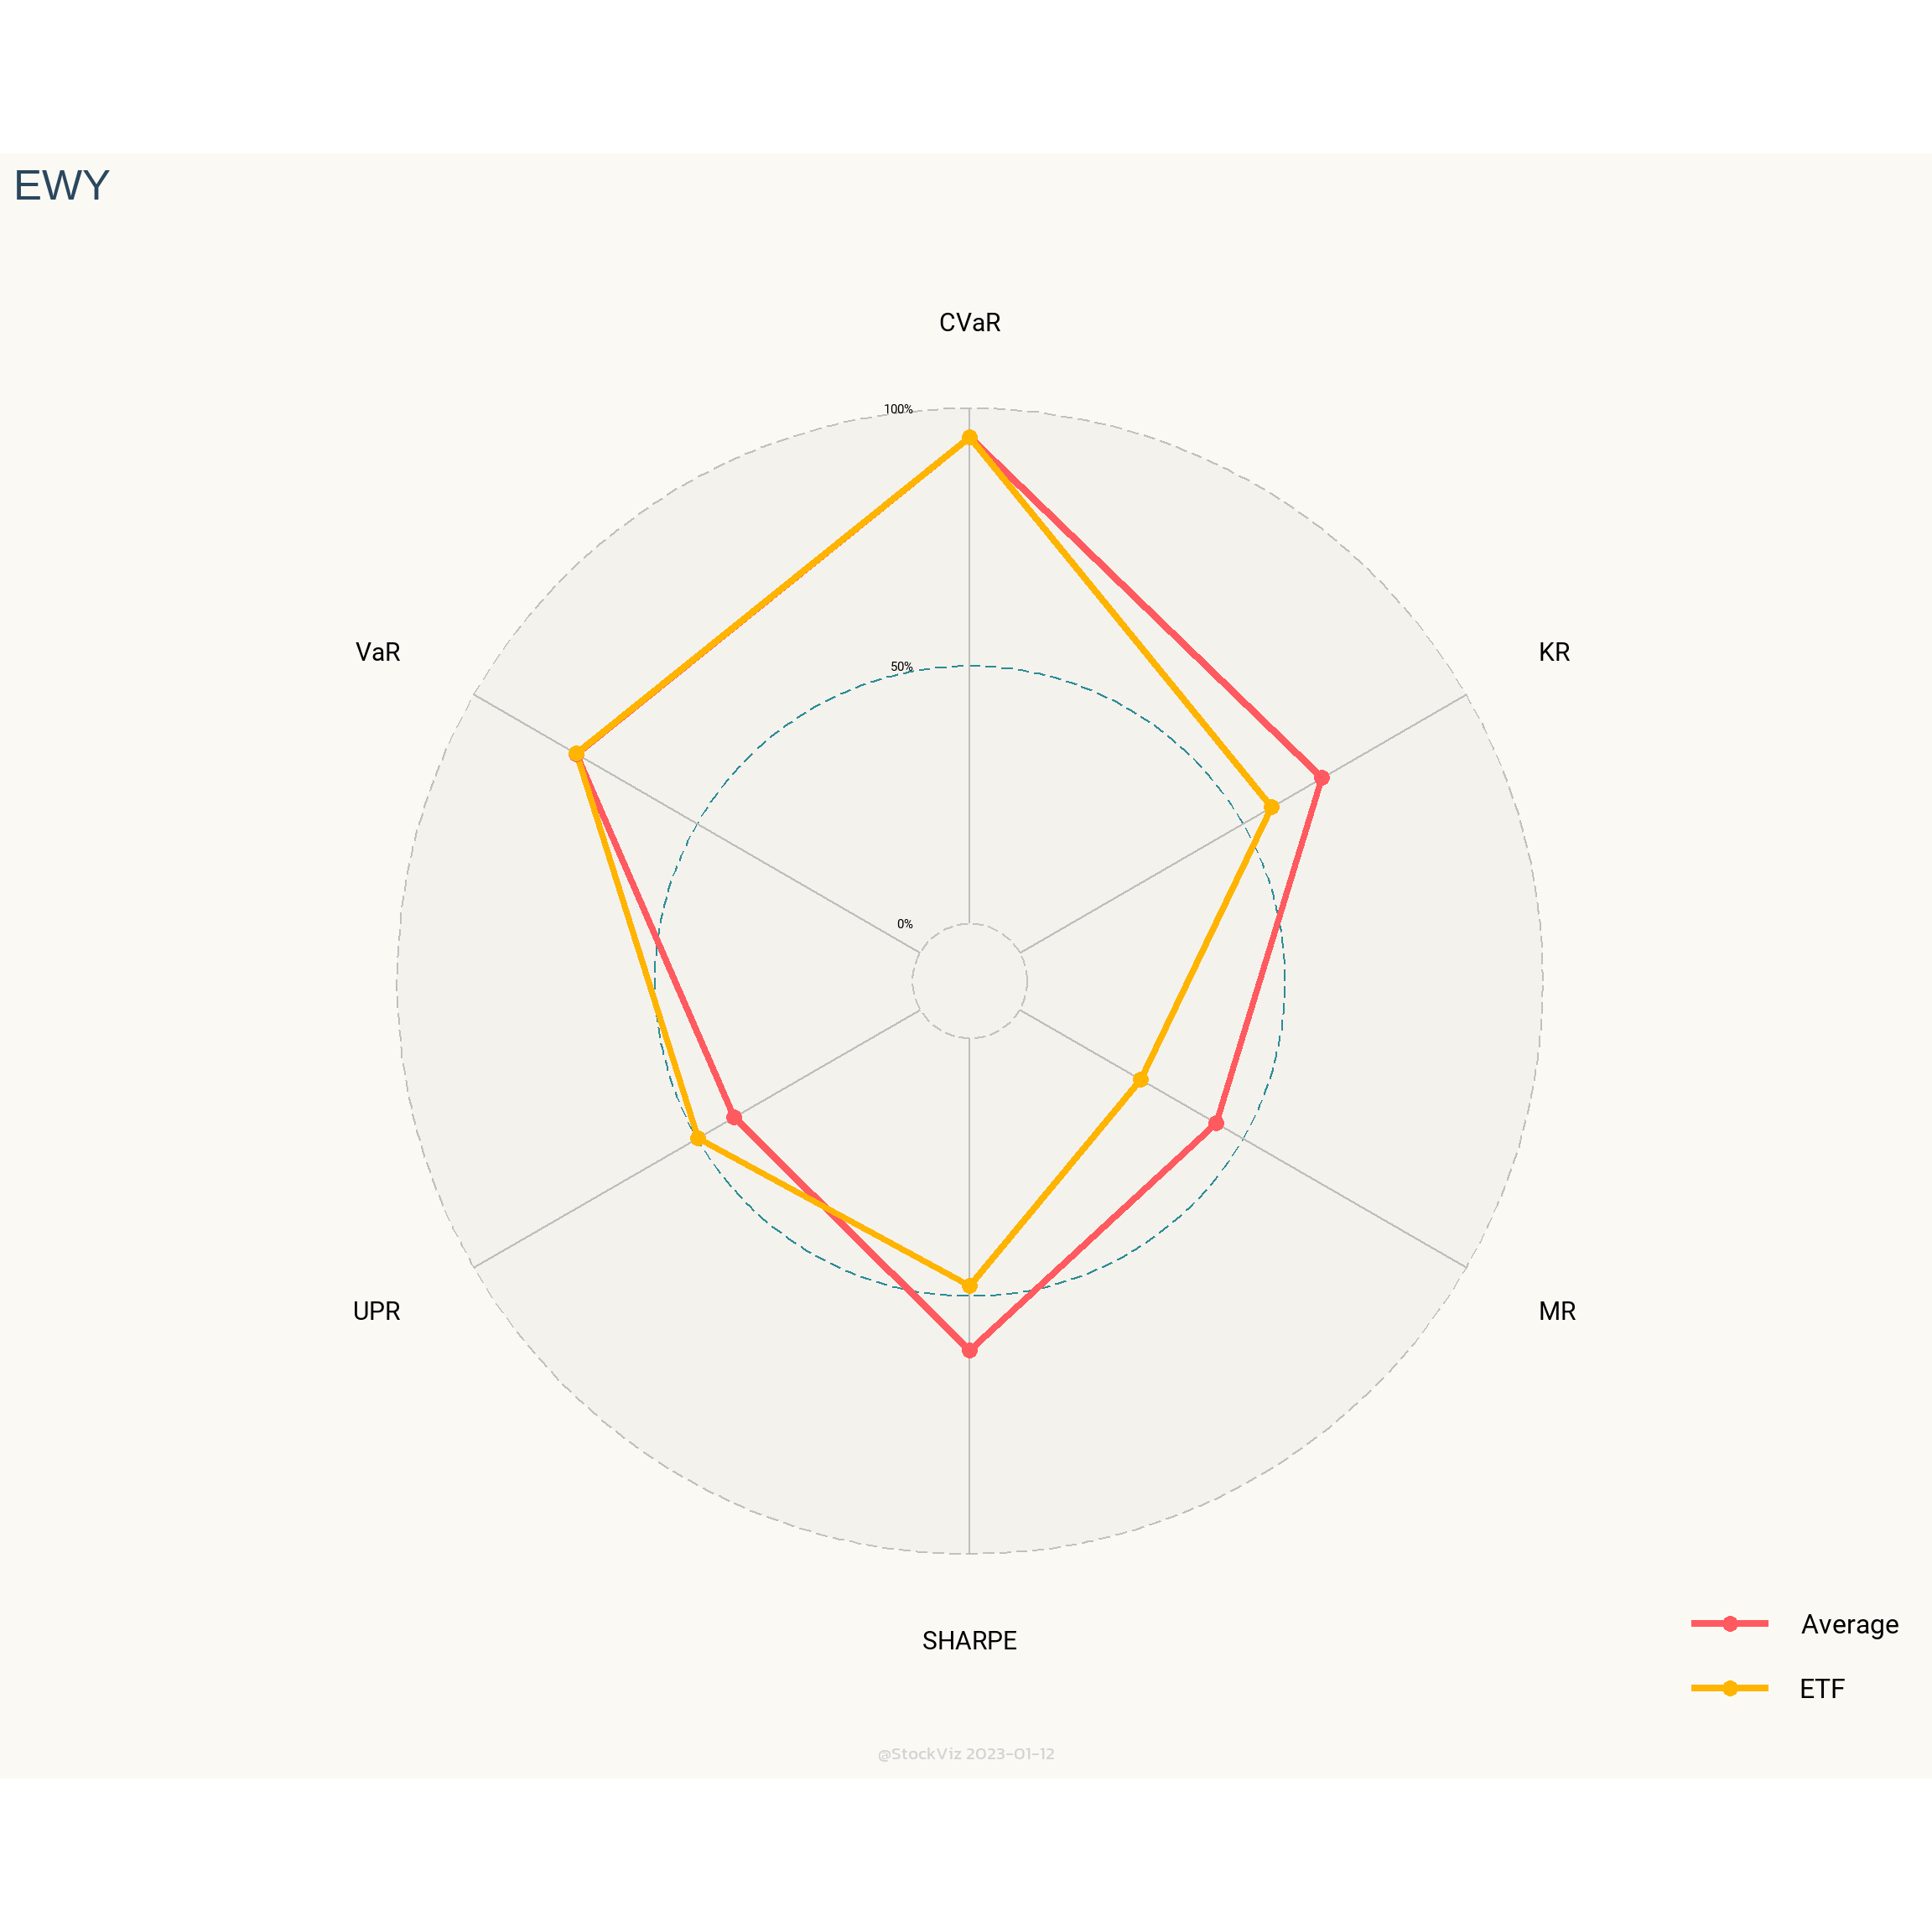 EWY
CVaR
100%
VaR
KR
50%
0%
UPR
MR
SHARPE
Average
ETF
@StockViz 2023-01-12